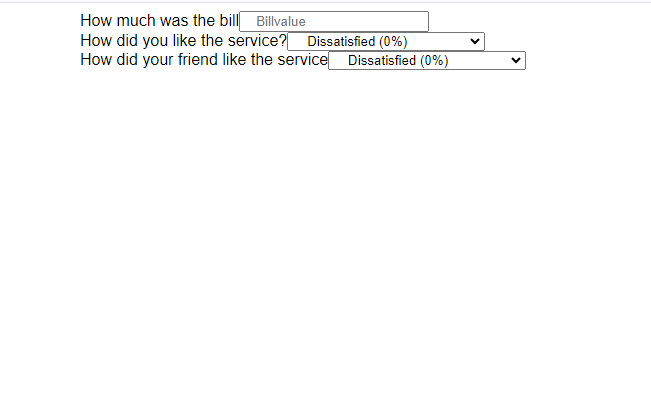 How much was the bill Billvalue
How did you like the service? Dissatisfied (0%)
How did your friend like the service Dissatisfied (0%)